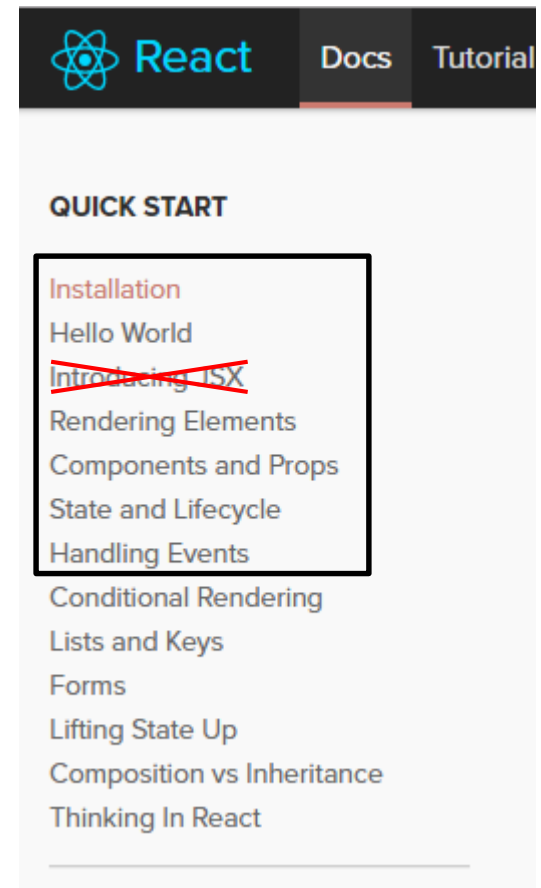 React Docs Tutorial
QUICK START
Installation
Hello World
Introducing JSX
Rendering Elements
Components and Props
State and Lifecycle
Handling Events
Conditional Rendering
Lists and Keys
Forms
Lifting State Up
Composition vs Inheritance
Thinking In React